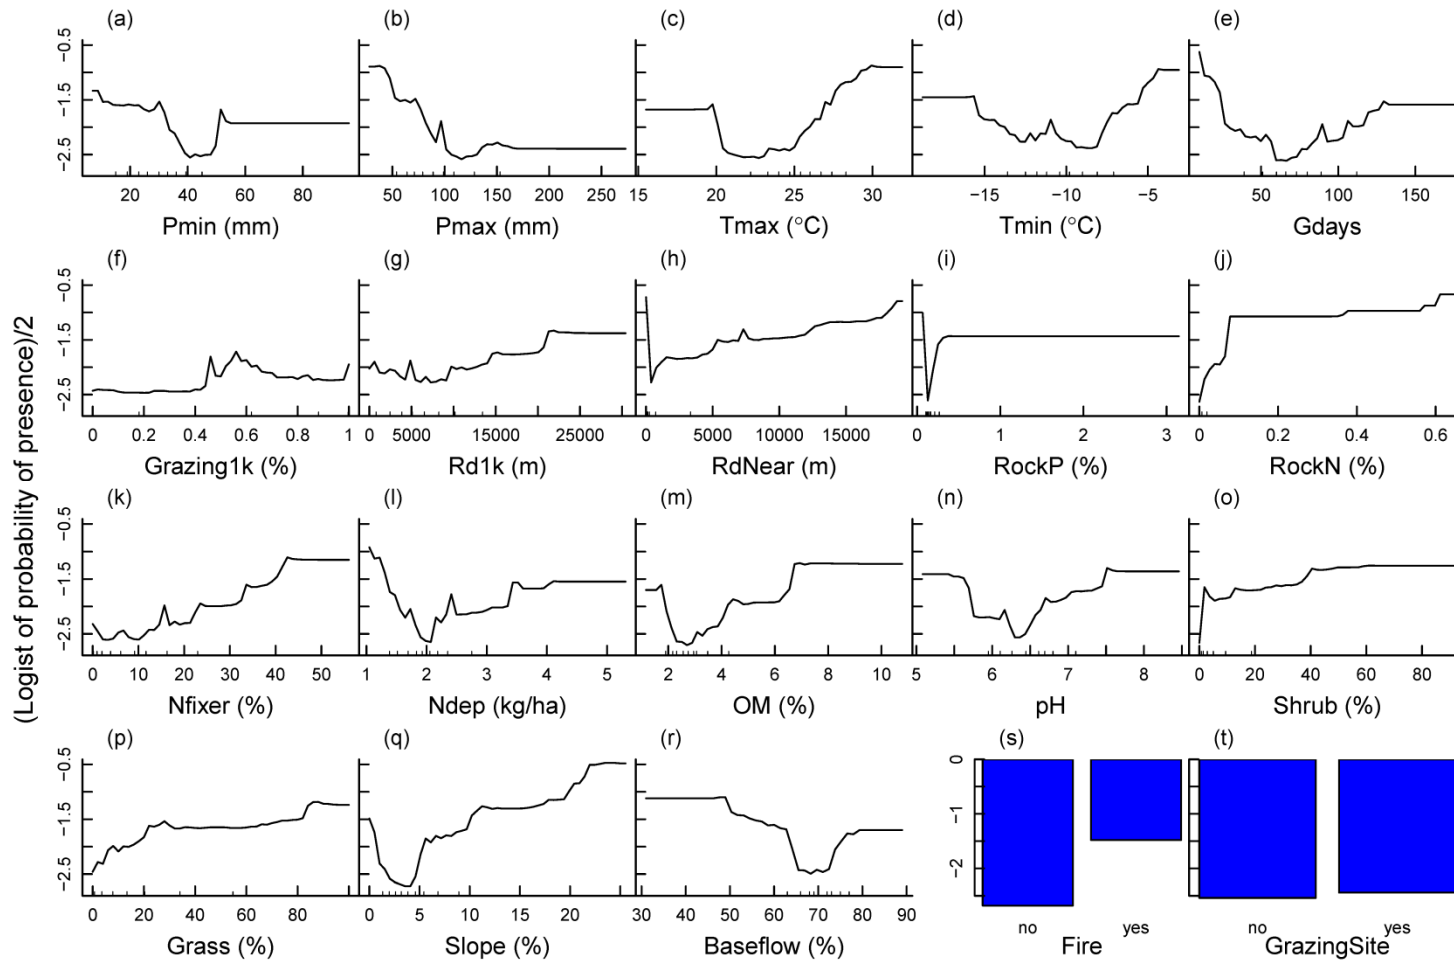 (a) (b) (c) (d) (e)
−0.5
−1.5
−2.5
20 40 60 80 50 100 150 200 250 15 20 25 30 −15 −10 −5 50 100 150
Pmin (mm) Pmax (mm) Tmax (°C) Tmin (°C) Gdays
(f) (g) (h) (i) (j)
−0.5
−1.5
−2.5
0 0.2 0.4 0.6 0.8 1 0 5000 15000 25000 0 5000 10000 15000 0 1 2 3 0 0.2 0.4 0.6
Grazing1k (%) Rd1k (m) RdNear (m) RockP (%) RockN (%)
(Logist of probability of presence)/2
(k) (l) (m) (n) (o)
−0.5
−1.5
−2.5
0 10 20 30 40 50 1 2 3 4 5 2 4 6 8 10 5 6 7 8 0 20 40 60 80
Nfixer (%) Ndep (kg/ha) OM (%) pH Shrub (%)
(p) (q) (r) (s) (t)
−0.5
−1.5
−2.5
0
−1
−2
0 20 40 60 80 0 5 10 15 20 30 40 50 60 70 80 90
no yes no yes
Grass (%) Slope (%) Baseflow (%) Fire GrazingSite